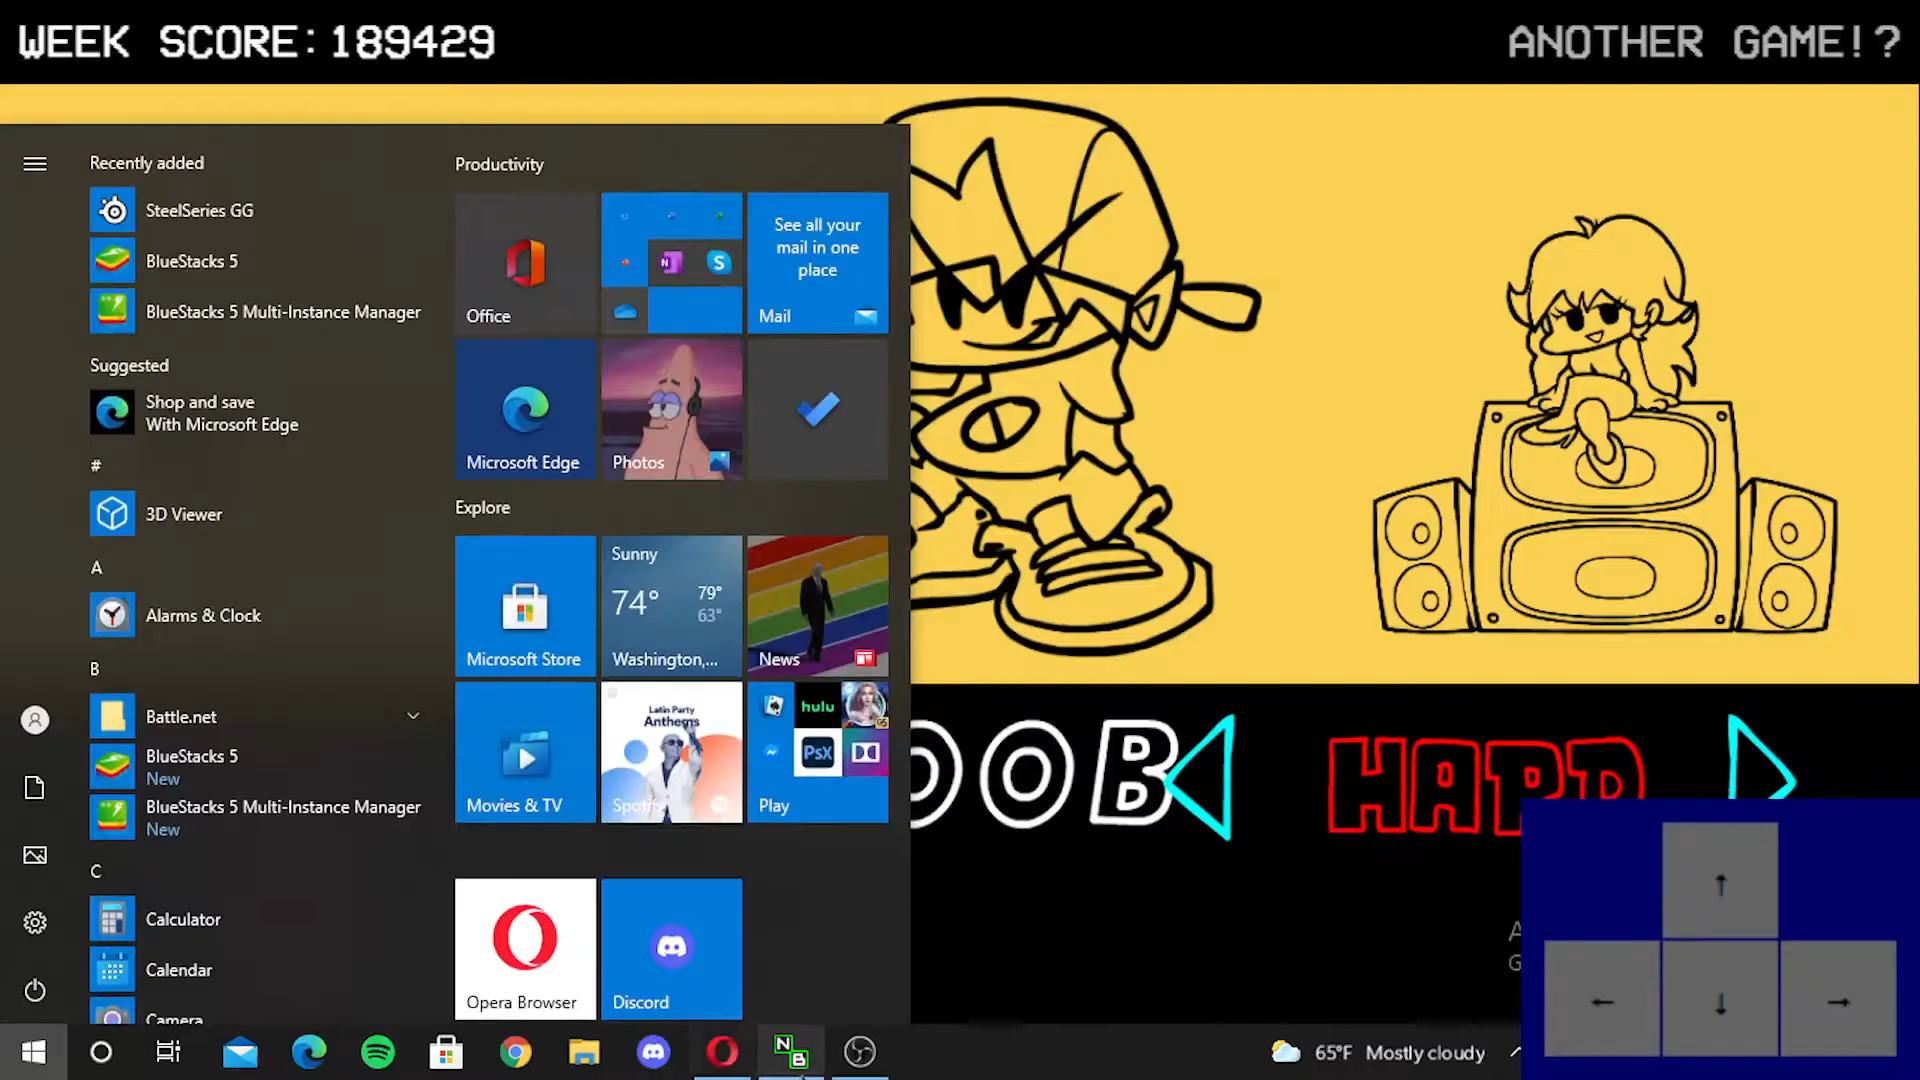 WEEK SCORE:189429
ANOTHER GAME!?
Recently added
SteelSeries GG
BlueStacks 5
BlueStacks 5 Multi-Instance Manager
Suggested
Shop and save
With Microsoft Edge
#
3D Viewer
A
Alarms & Clock
B
Battle.net
BlueStacks 5
New
BlueStacks 5 Multi-Instance Manager
New
C
Calculator
Calendar
Camera
Productivity
Office
N
S
See all your
mail in one
place
Mail
Microsoft Edge
Photos
Explore
Microsoft Store
Sunny
74°
79°
63°
Washington,...
News
Movies & TV
Latin Party
Anthems
Spotify
hulu
PsX
Play
Opera Browser
Discord
OOB
HARD
A
G
↑
← ↓ →
NB
65°F Mostly cloudy